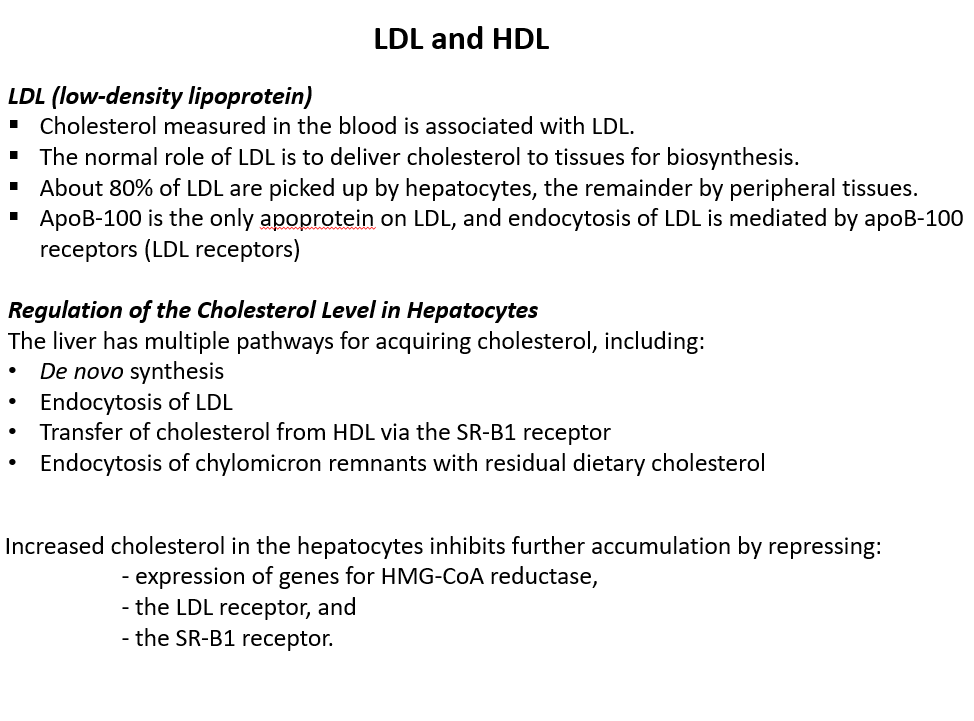 LDL and HDL
LDL (low-density lipoprotein)
▪ Cholesterol measured in the blood is associated with LDL.
▪ The normal role of LDL is to deliver cholesterol to tissues for biosynthesis.
▪ About 80% of LDL are picked up by hepatocytes, the remainder by peripheral tissues.
▪ ApoB-100 is the only apoprotein on LDL, and endocytosis of LDL is mediated by apoB-100
receptors (LDL receptors)
Regulation of the Cholesterol Level in Hepatocytes
The liver has multiple pathways for acquiring cholesterol, including:
• De novo synthesis
• Endocytosis of LDL
• Transfer of cholesterol from HDL via the SR-B1 receptor
• Endocytosis of chylomicron remnants with residual dietary cholesterol
Increased cholesterol in the hepatocytes inhibits further accumulation by repressing:
- expression of genes for HMG-CoA reductase,
- the LDL receptor, and
- the SR-B1 receptor.